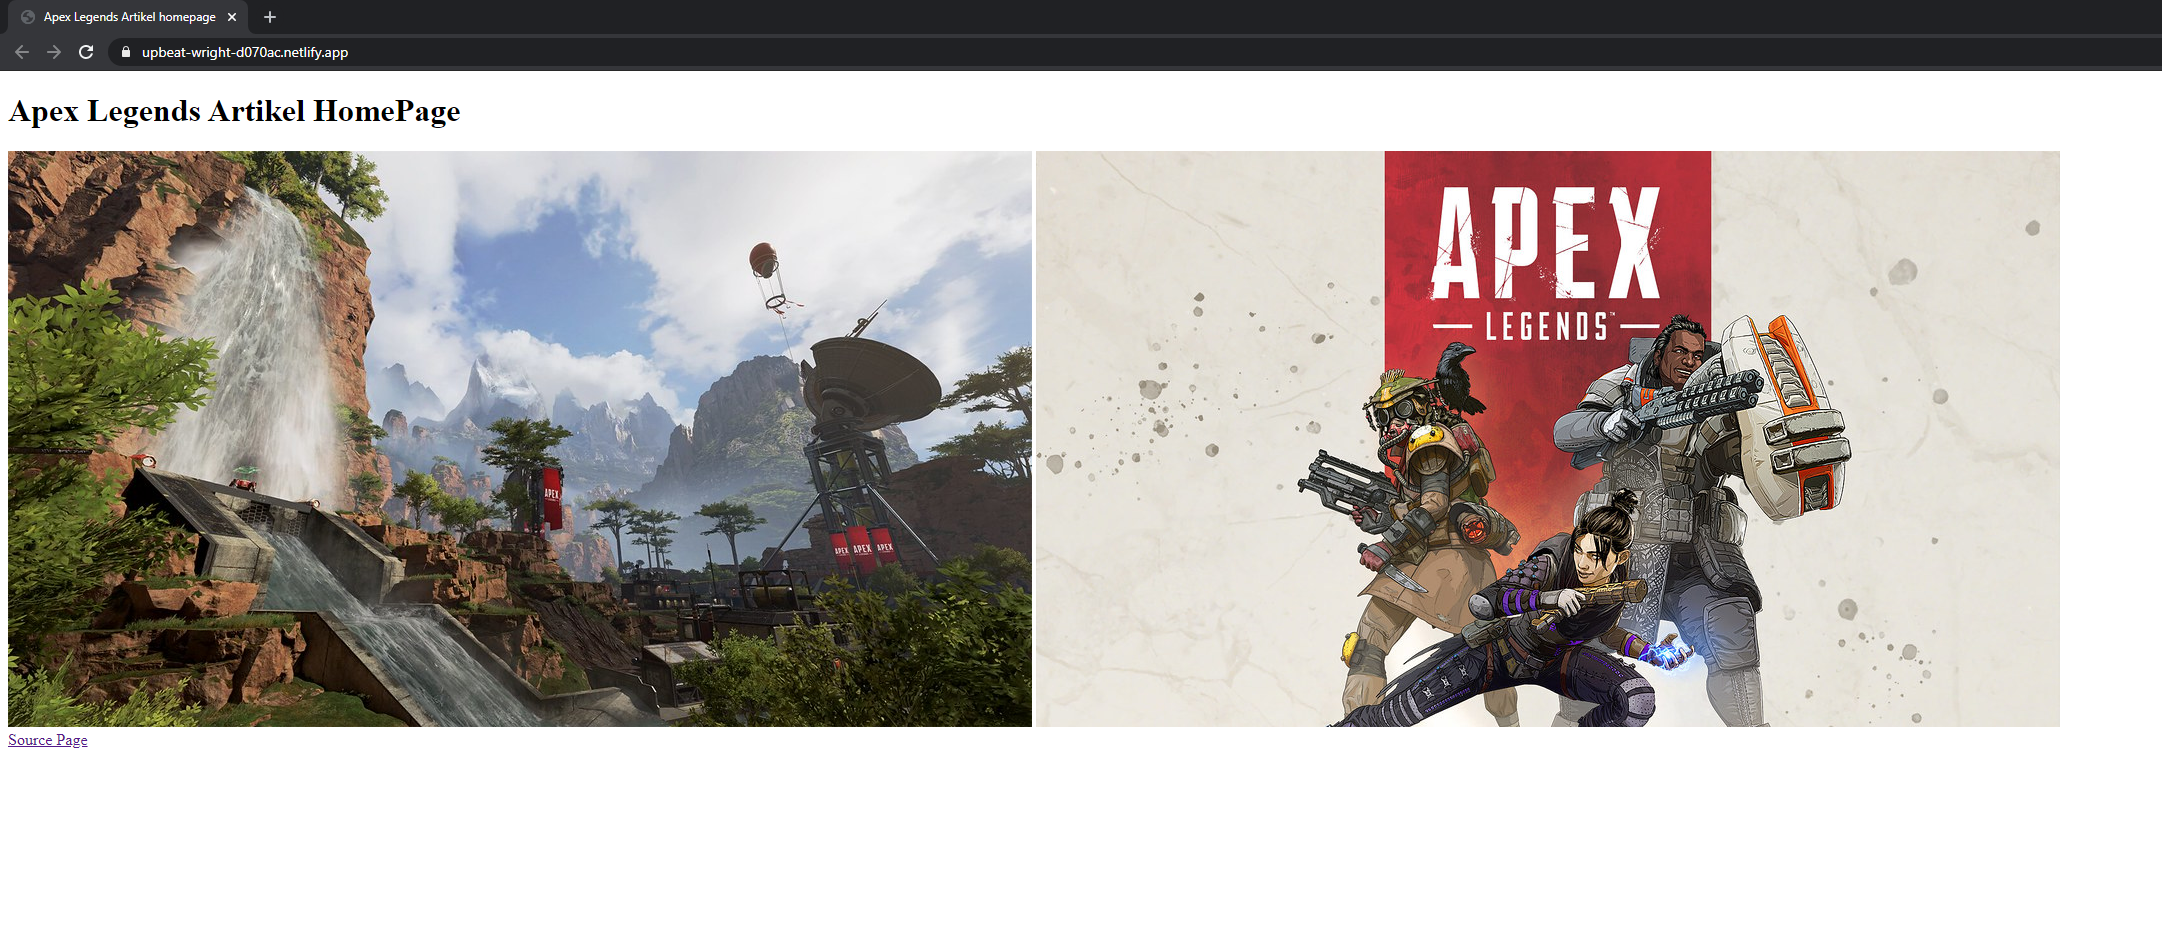 Apex Legends Artikel homepage
upbeat-wright-d070ac.netlify.app
Apex Legends Artikel HomePage
APEX
APEX
APEX
APEX
APEX
LEGENDS™
Source Page